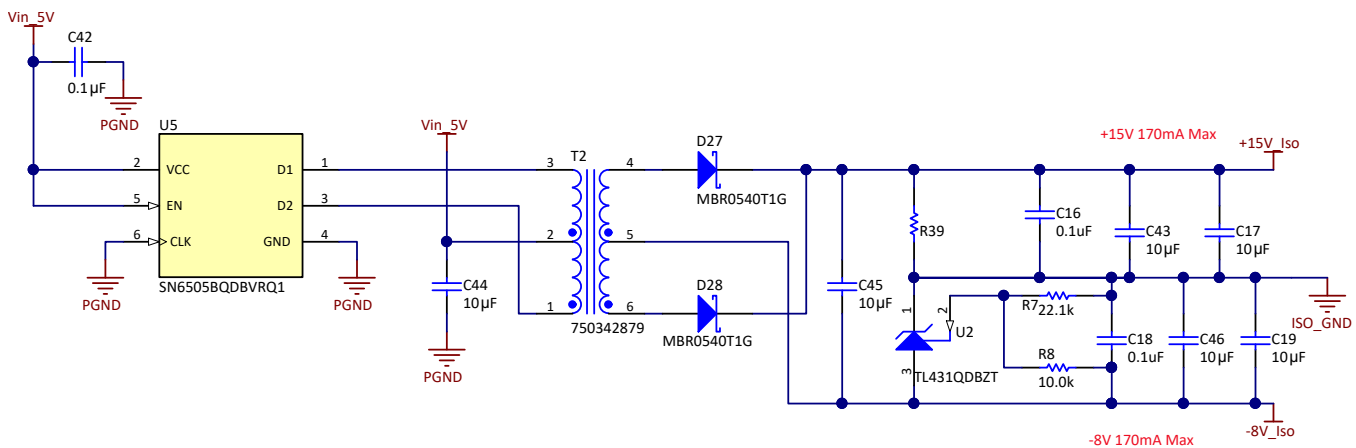 Vin_5V
C42
0.1µF
PGND
U5
2
VCC
D1
1
5
EN
D2
3
6
CLK
GND
4
SN6505BQDBVRQ1
PGND
PGND
Vin_5V
C44
10µF
PGND
T2
3
4
2
5
1
6
750342879
D27
MBR0540T1G
D28
MBR0540T1G
C45
10µF
R39
+15V 170mA Max
+15V_Iso
C16
0.1uF
C43
10µF
C17
10µF
ISO_GND
1
2
U2
3
TL431QDBZT
R7
22.1k
R8
10.0k
C18
0.1uF
C46
10µF
C19
10µF
-8V 170mA Max
-8V_Iso